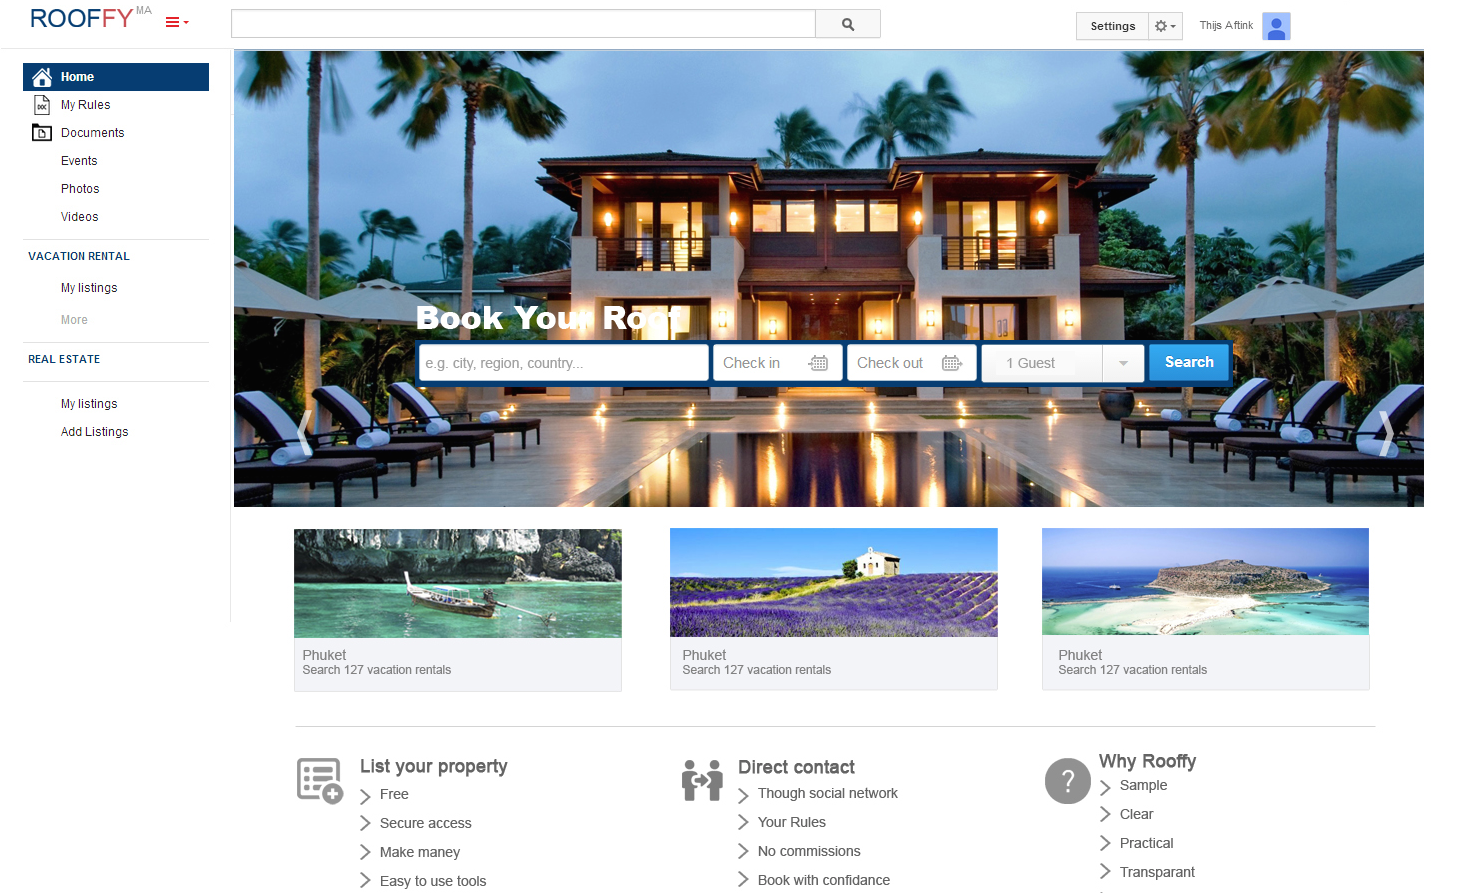 ROOFFY MA
Settings
Thijs Aftink
Home
My Rules
DOC
Documents
Events
Photos
Videos
VACATION RENTAL
My listings
More
REAL ESTATE
My listings
Add Listings
Book Your Roof
e.g. city, region, country...
Check in
Check out
1 Guest
Search
Phuket
Search 127 vacation rentals
Phuket
Search 127 vacation rentals
Phuket
Search 127 vacation rentals
List your property
Free
Secure access
Make maney
Easy to use tools
Direct contact
Though social network
Your Rules
No commissions
Book with confidance
?
Why Rooffy
Sample
Clear
Practical
Transparant